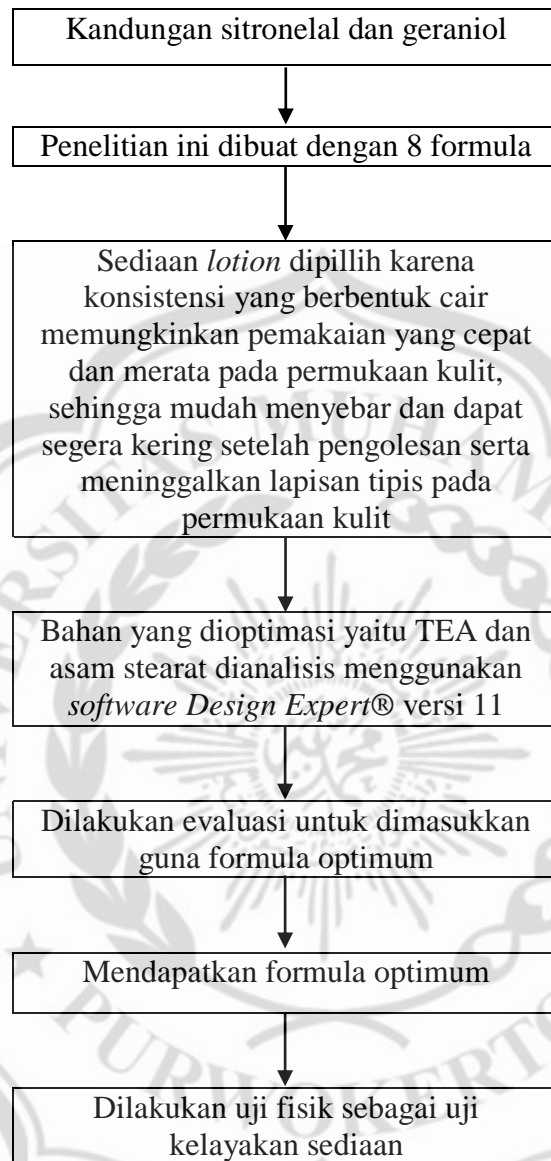 Kandungan sitronelal dan geraniol
Penelitian ini dibuat dengan 8 formula
Sediaan lotion dipillih karena
konsistensi yang berbentuk cair
memungkinkan pemakaian yang cepat
dan merata pada permukaan kulit,
sehingga mudah menyebar dan dapat
segera kering setelah pengolesan serta
meninggalkan lapisan tipis pada
permukaan kulit
Bahan yang dioptimasi yaitu TEA dan
asam stearat dianalisis menggunakan
software Design Expert® versi 11
Dilakukan evaluasi untuk dimasukkan
guna formula optimum
Mendapatkan formula optimum
Dilakukan uji fisik sebagai uji
kelayakan sediaan